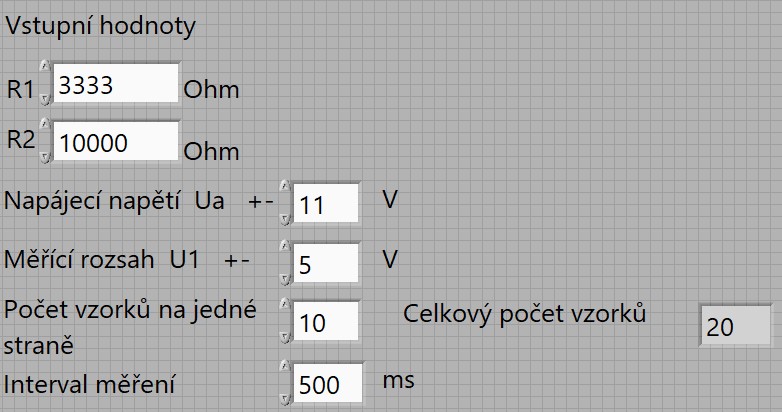 Vstupní hodnoty
R1 3333 Ohm
R2 10000 Ohm
Napájecí napětí Ua +- 11 V
Měřící rozsah U1 +- 5 V
Počet vzorků na jedné straně 10 Celkový počet vzorků 20
Interval měření 500 ms